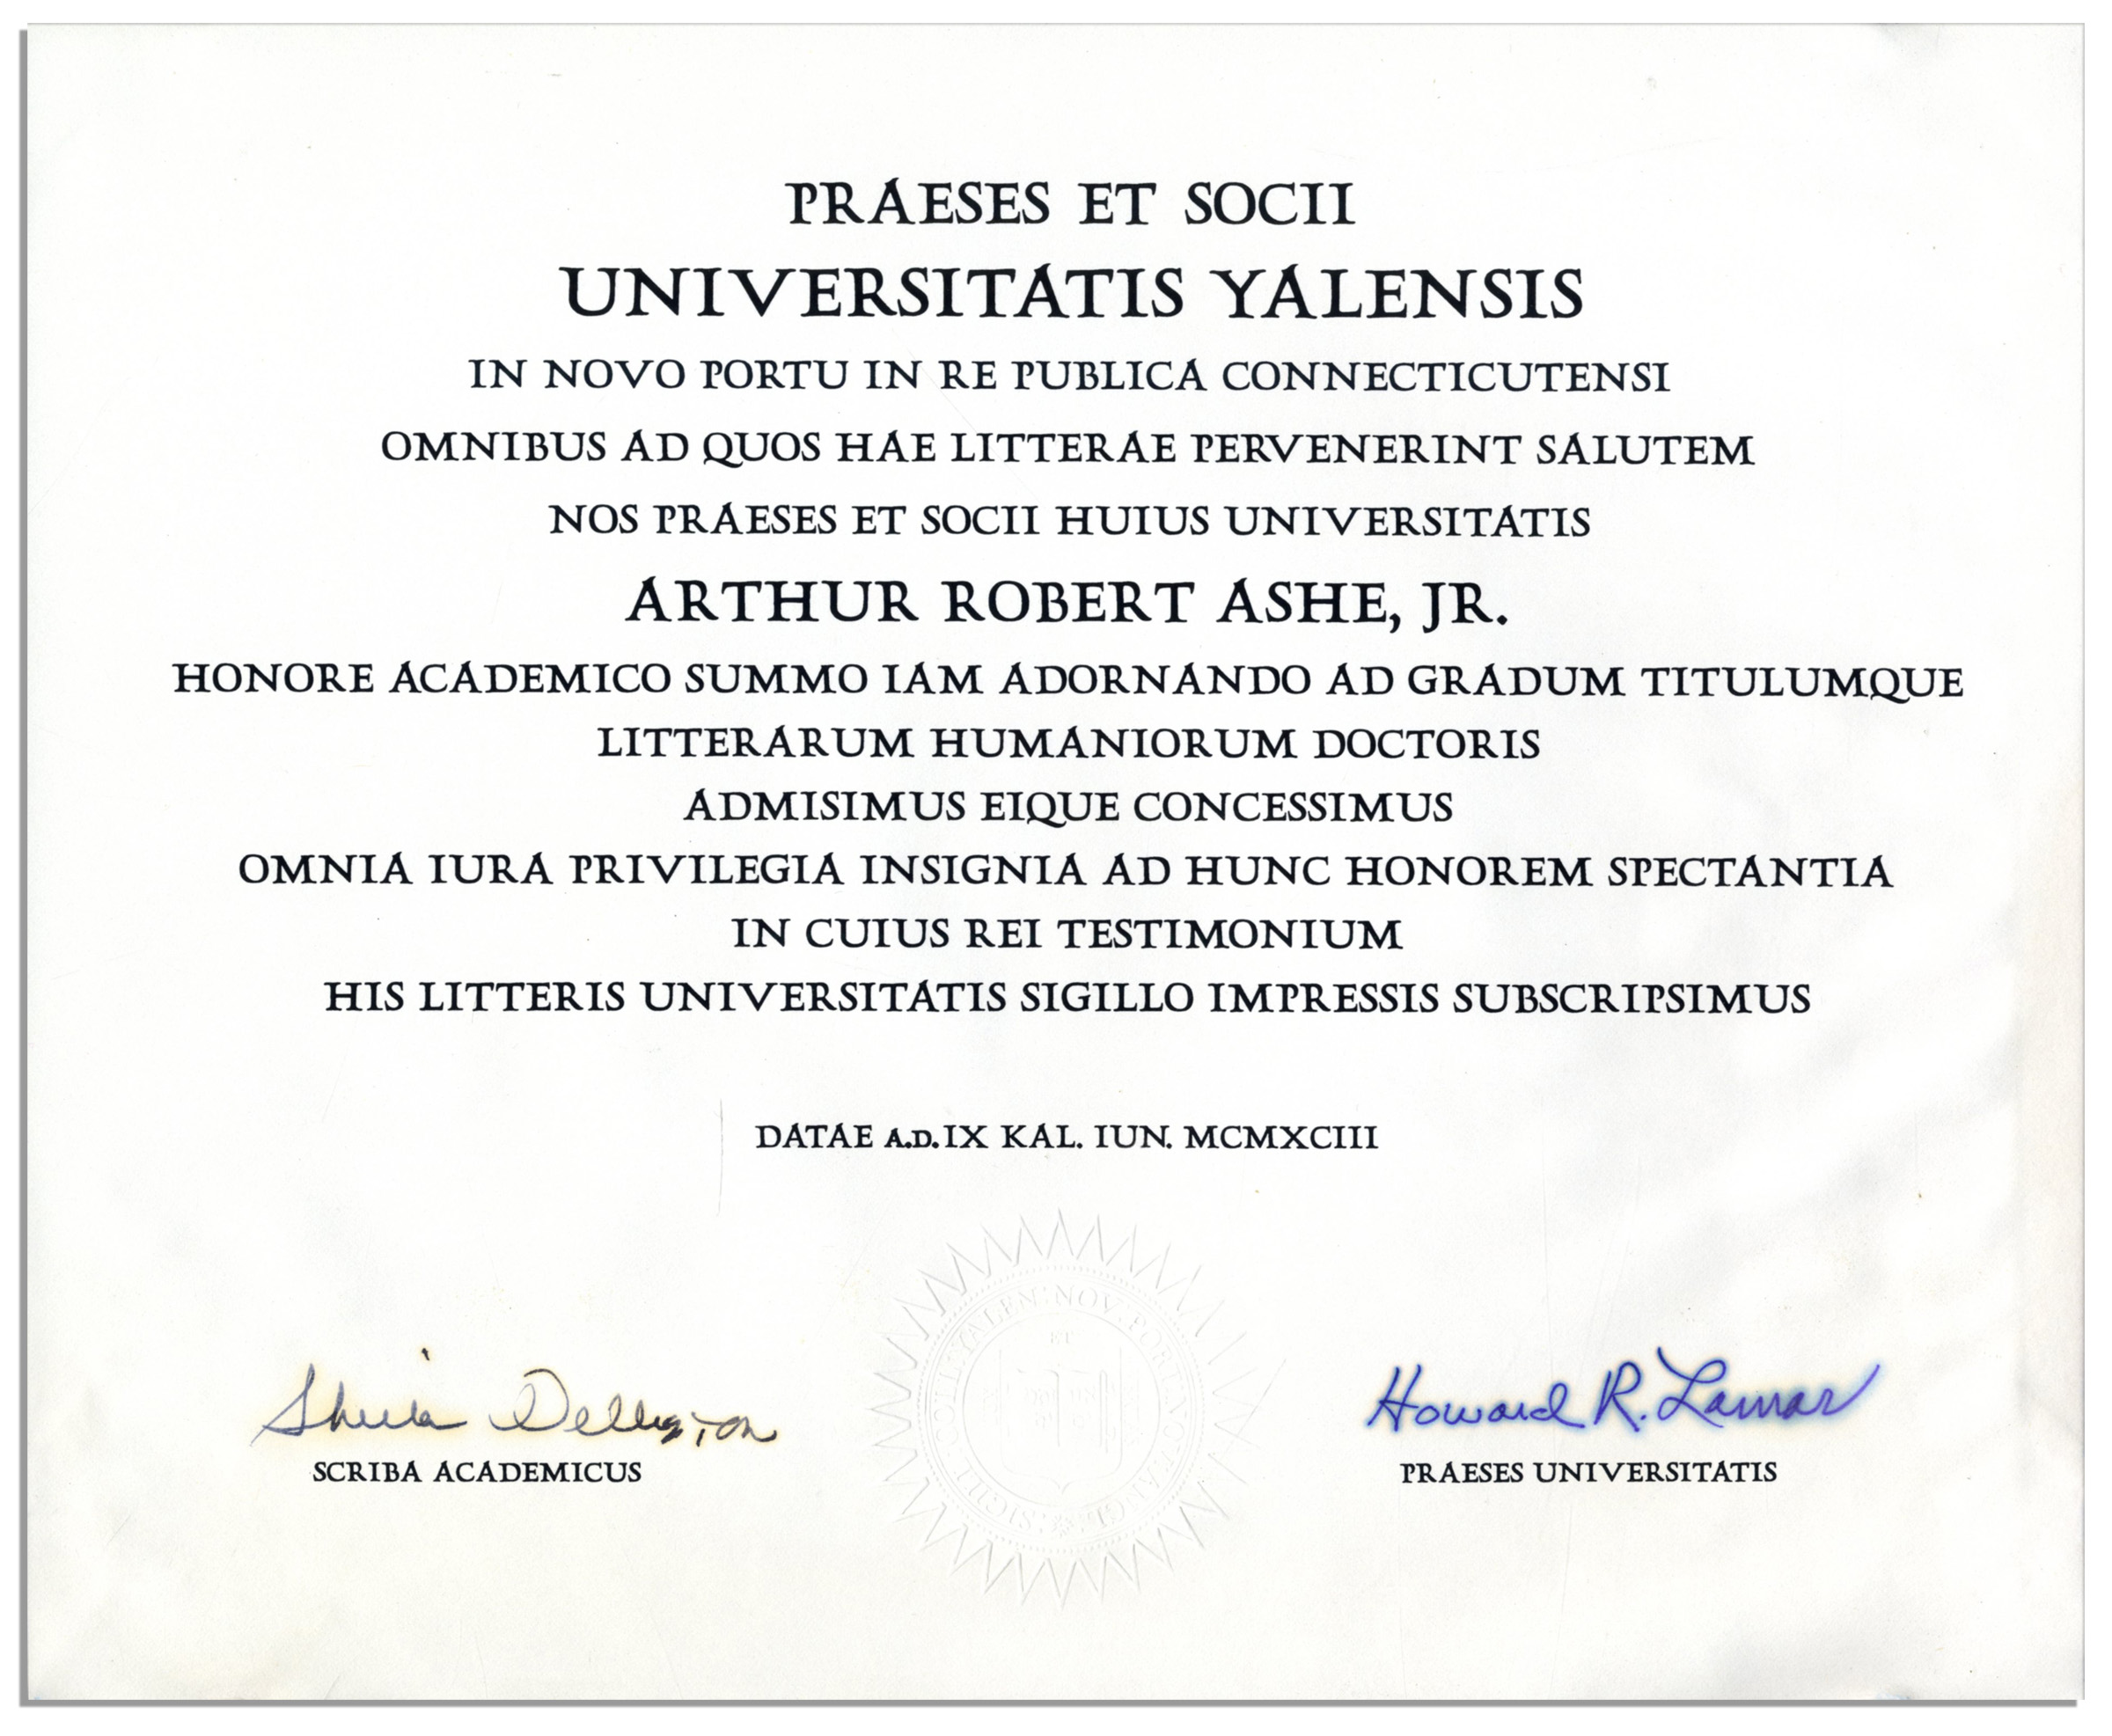 PRAESES ET SOCII
UNIVERSITATIS YALENSIS
IN NOVO PORTU IN RE PUBLICA CONNECTICUTENSI
OMNIBUS AD QUOS HAE LITTERAE PERVENERINT SALUTEM
NOS PRAESES ET SOCII HUIUS UNIVERSITATIS
ARTHUR ROBERT ASHE, JR.
HONORE ACADEMICO SUMMO IAM ADORNANDO AD GRADUM TITULUMQUE
LITTERARUM HUMANIORUM DOCTORIS
ADMISIMUS EIQUE CONCESSIMUS
OMNIA IURA PRIVILEGIA INSIGNIA AD HUNC HONOREM SPECTANTIA
IN CUIUS REI TESTIMONIUM
HIS LITTERIS UNIVERSITATIS SIGILLO IMPRESSIS SUBSCRIPSIMUS
DATAE A.D. IX KAL. IUN. MCMXCIII
Sheila
Howard R. Lamar
SCRIBA ACADEMICUS
PRAESES UNIVERSITATIS